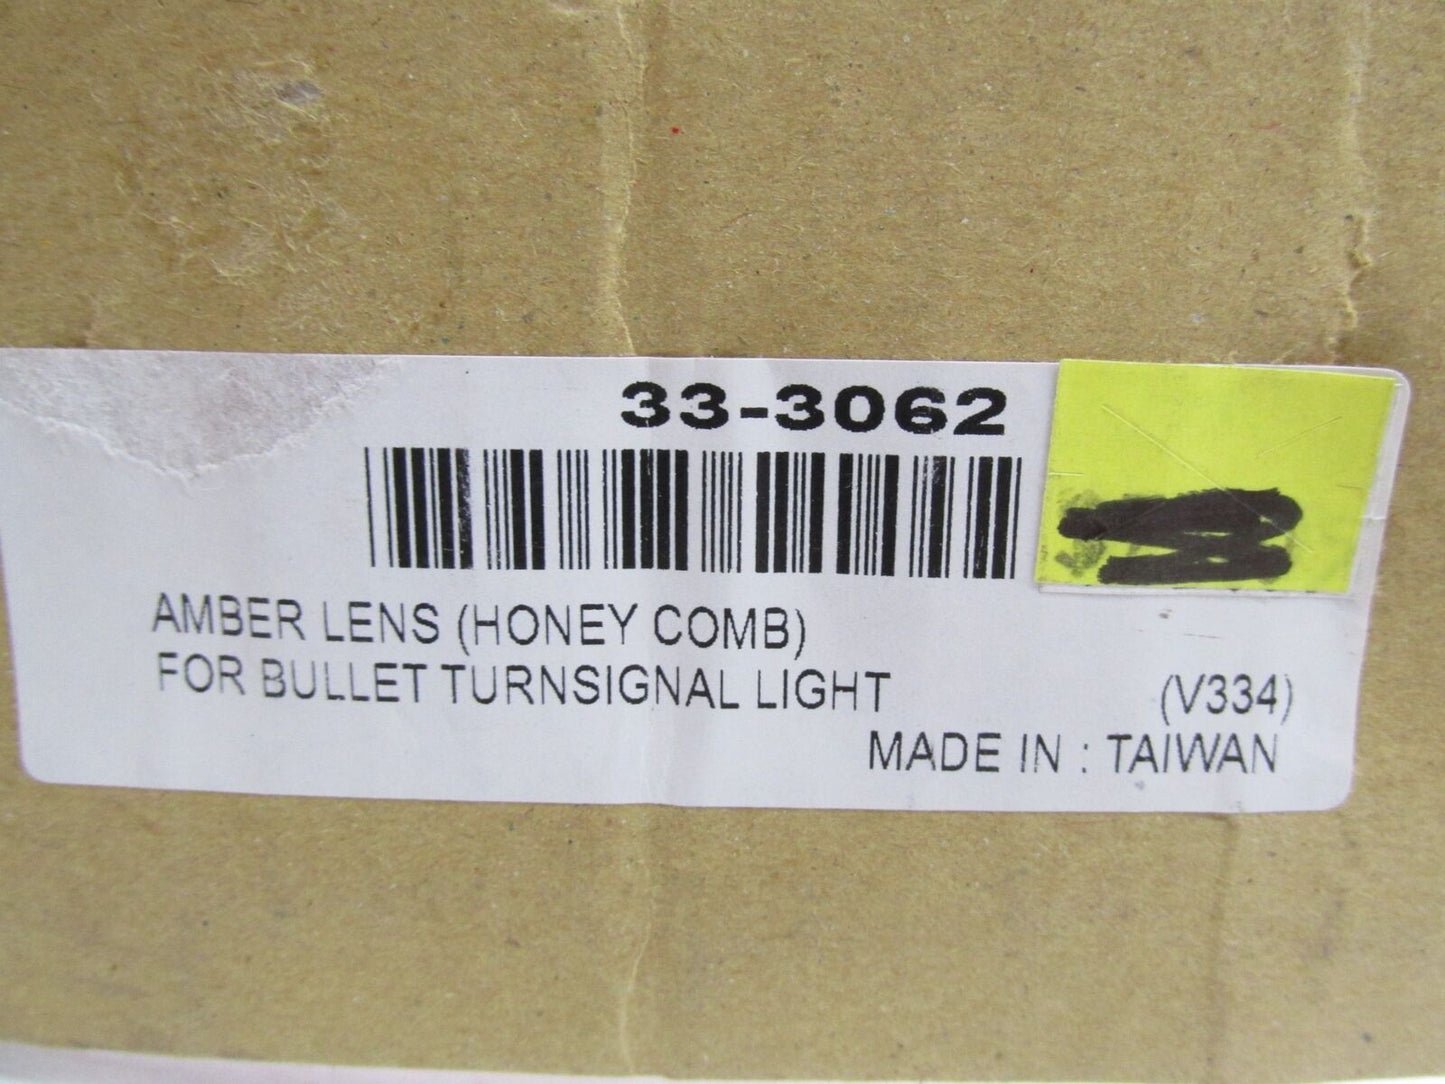 33-3062
AMBER LENS (HONEY COMB)
FOR BULLET TURNSIGNAL LIGHT
(V334)
MADE IN : TAIWAN